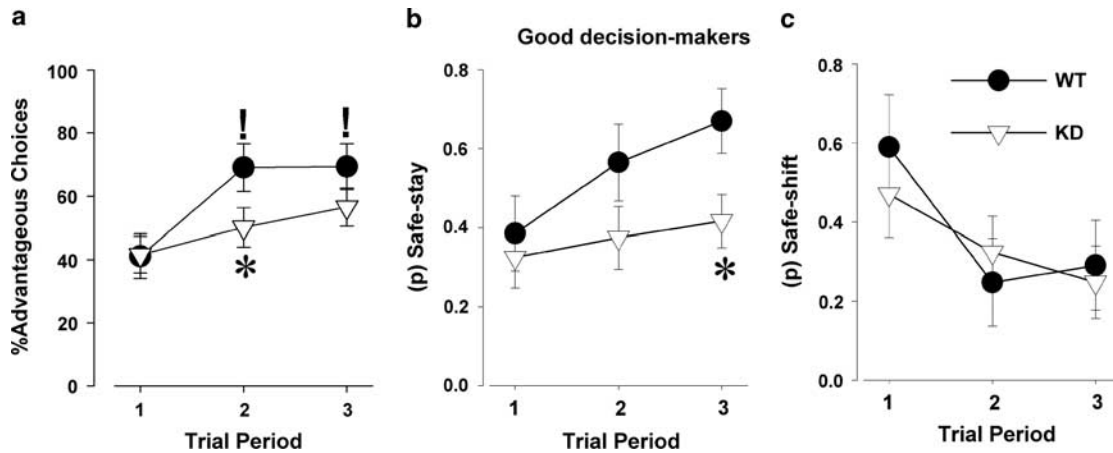 a
%Advantageous Choices
100
80
60
40
20
0
!
!
*
1
2
3
Trial Period
b
Good decision-makers
(p) Safe-stay
0.8
0.6
0.4
0.2
0.0
*
1
2
3
Trial Period
c
(p) Safe-shift
0.8
0.6
0.4
0.2
0.0
WT
KD
1
2
3
Trial Period